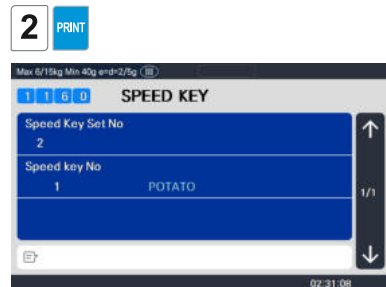 2 PRINT
Max 6/15kg Min 40g e=d=2/5g (III)
1 1 6 0 SPEED KEY
Speed Key Set No
2
Speed key No
1 POTATO
1/1
02:31:08